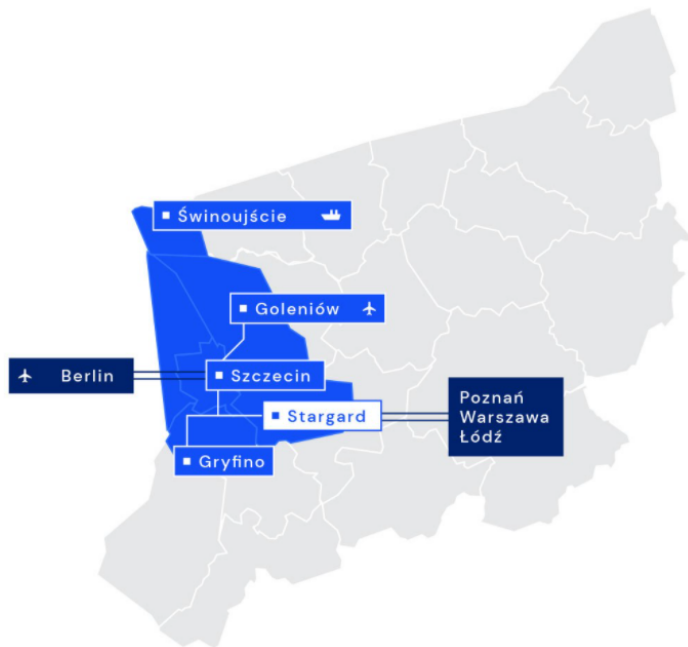 Świnoujście
Goleniów
Berlin
Szczecin
Stargard
Poznań
Warszawa
Łódź
Gryfino